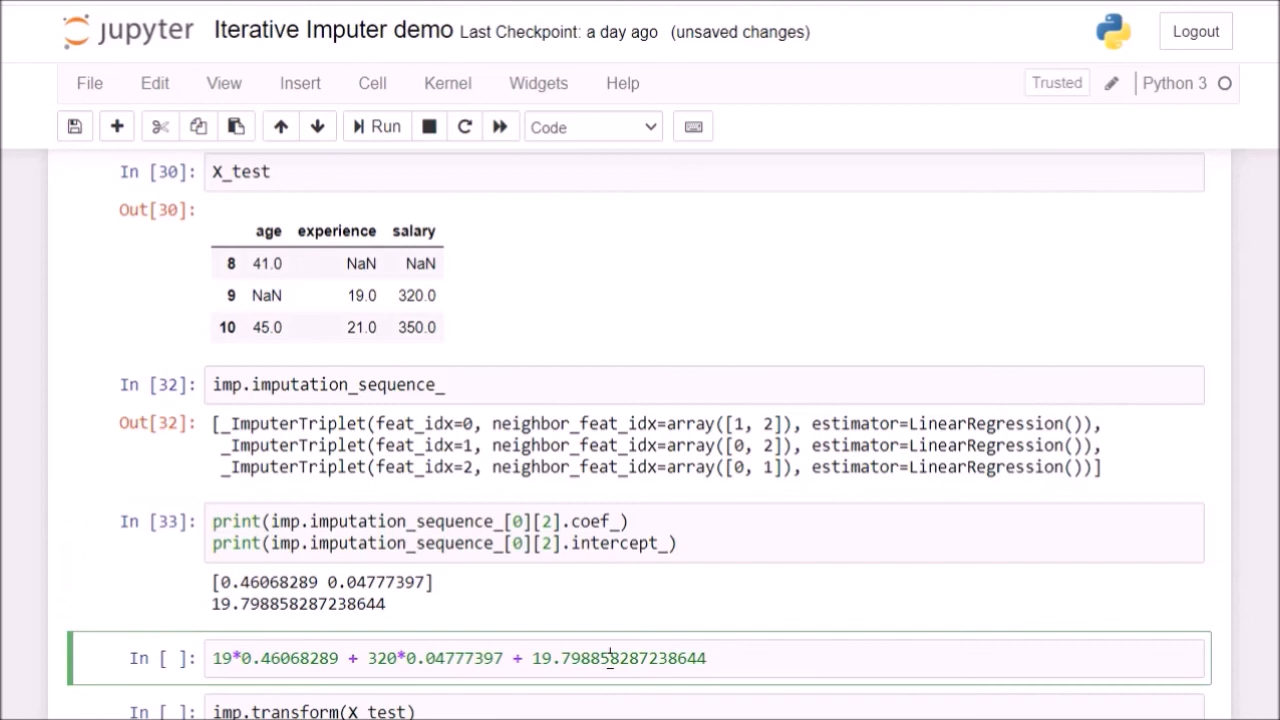 jupyter Iterative Imputer demo Last Checkpoint: a day ago (unsaved changes) Logout
File Edit View Insert Cell Kernel Widgets Help Trusted Python 3
Run Code
In [30]: X_test
Out[30]:
age experience salary
8 41.0 NaN NaN
9 NaN 19.0 320.0
10 45.0 21.0 350.0
In [32]: imp.imputation_sequence_
Out[32]: [_ImputerTriplet(feat_idx=0, neighbor_feat_idx=array([1, 2]), estimator=LinearRegression()),
_ImputerTriplet(feat_idx=1, neighbor_feat_idx=array([0, 2]), estimator=LinearRegression()),
_ImputerTriplet(feat_idx=2, neighbor_feat_idx=array([0, 1]), estimator=LinearRegression())]
In [33]: print(imp.imputation_sequence_[0][2].coef_)
print(imp.imputation_sequence_[0][2].intercept_)
[0.46068289 0.04777397]
19.798858287238644
In [ ]: 19*0.46068289 + 320*0.04777397 + 19.798858287238644
In [ ]: imp.transform(X_test)